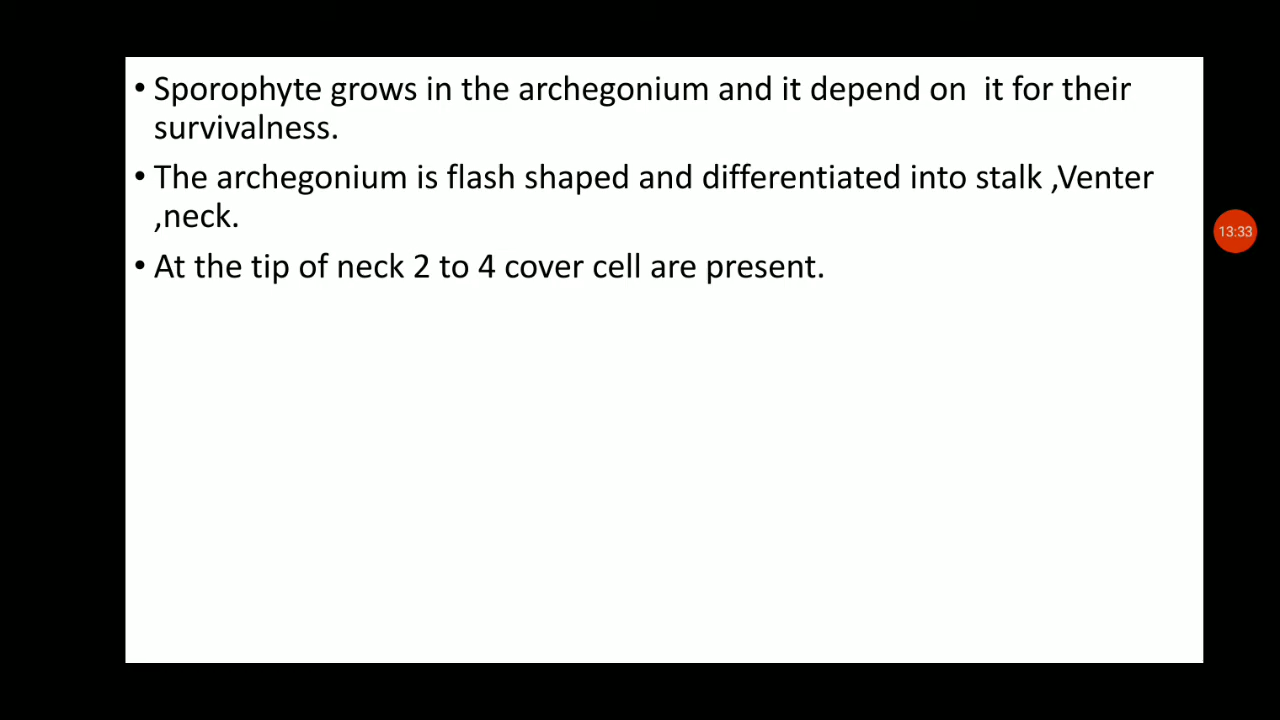 • Sporophyte grows in the archegonium and it depend on  it for their
survivalness.
• The archegonium is flash shaped and differentiated into stalk ,Venter
,neck.
• At the tip of neck 2 to 4 cover cell are present.
13:33